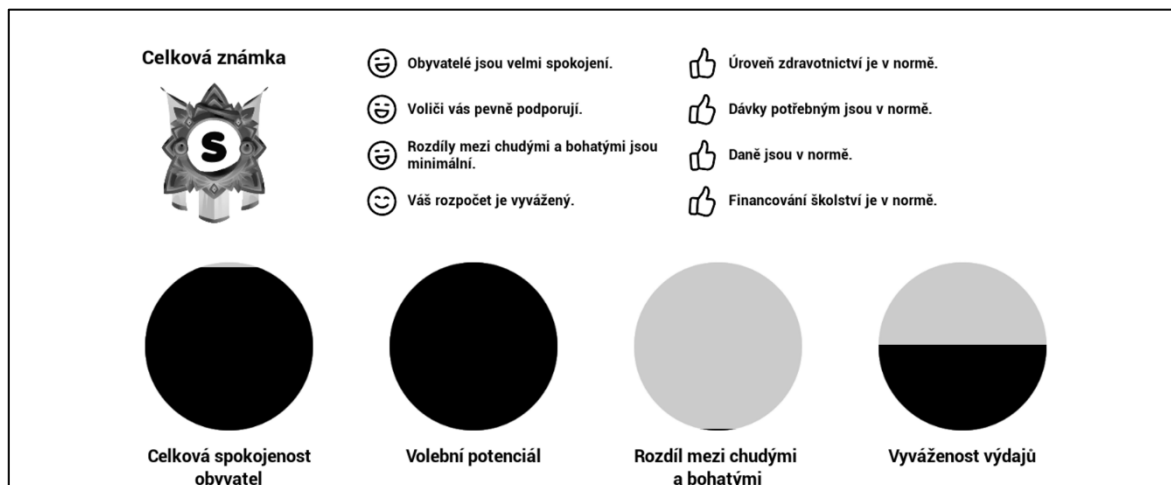 Celková známka
S
Obyvatelé jsou velmi spokojení.
Voliči vás pevně podporují.
Rozdíly mezi chudými a bohatými jsou
minimální.
Váš rozpočet je vyvážený.
Úroveň zdravotnictví je v normě.
Dávky potřebným jsou v normě.
Daně jsou v normě.
Financování školství je v normě.
Celková spokojenost
obyvatel
Volební potenciál
Rozdíl mezi chudými
a bohatými
Vyváženost výdajů